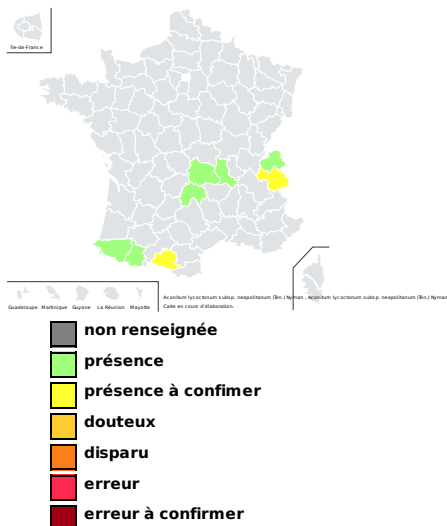 Île-de-France
Guadeloupe Martinique Guyane La Réunion Mayotte
Aconitum lycoctonum subsp. neapolitanum (Ten.) Nyman , Aconitum lycoctonum subsp. neapolitanum (Ten.) Nyman
Carte en cours d'élaboration.
non renseignée
présence
présence à confimer
douteux
disparu
erreur
erreur à confirmer